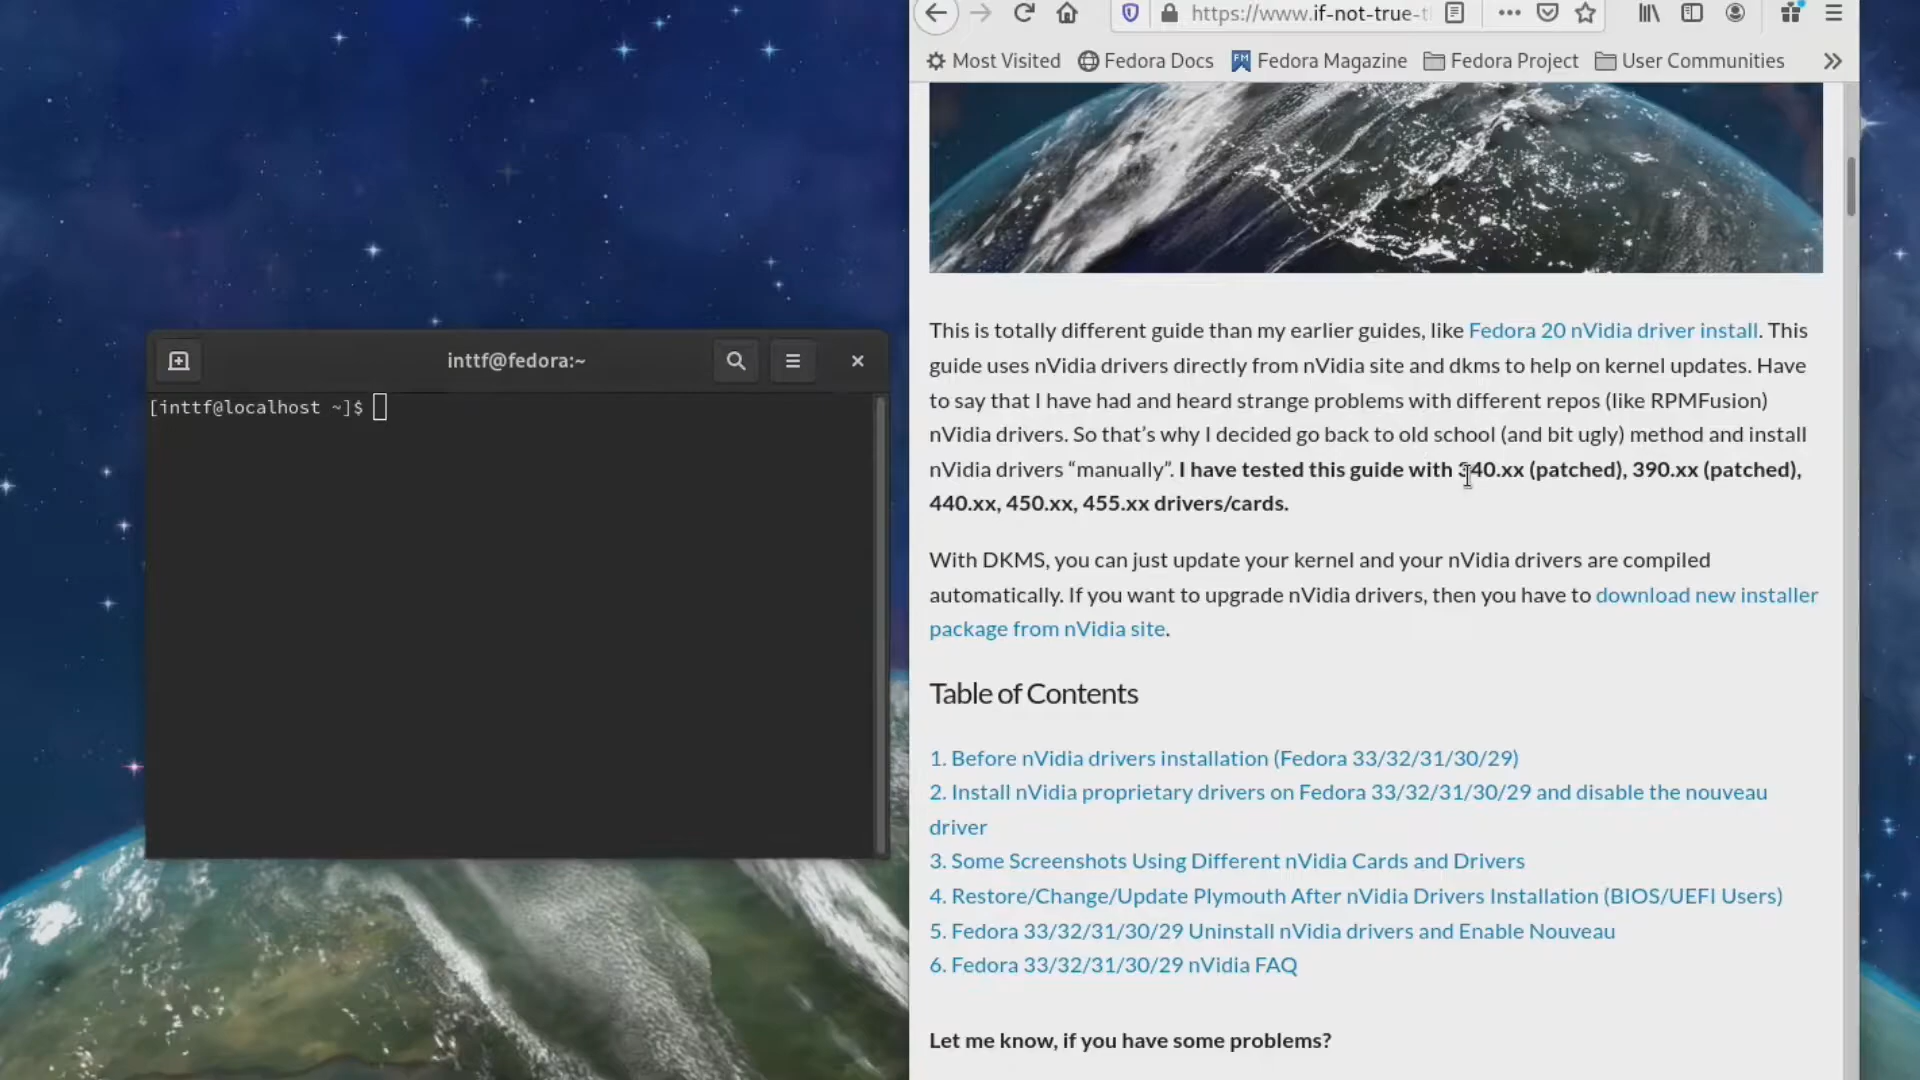 https://www.if-not-true-t
Most Visited Fedora Docs Fedora Magazine Fedora Project User Communities
inttf@fedora:~
[inttf@localhost ~]$
This is totally different guide than my earlier guides, like Fedora 20 nVidia driver install. This
guide uses nVidia drivers directly from nVidia site and dkms to help on kernel updates. Have
to say that I have had and heard strange problems with different repos (like RPMFusion)
nVidia drivers. So that’s why I decided go back to old school (and bit ugly) method and install
nVidia drivers “manually”. I have tested this guide with 340.xx (patched), 390.xx (patched),
440.xx, 450.xx, 455.xx drivers/cards.
With DKMS, you can just update your kernel and your nVidia drivers are compiled
automatically. If you want to upgrade nVidia drivers, then you have to download new installer
package from nVidia site.
Table of Contents
1. Before nVidia drivers installation (Fedora 33/32/31/30/29)
2. Install nVidia proprietary drivers on Fedora 33/32/31/30/29 and disable the nouveau
driver
3. Some Screenshots Using Different nVidia Cards and Drivers
4. Restore/Change/Update Plymouth After nVidia Drivers Installation (BIOS/UEFI Users)
5. Fedora 33/32/31/30/29 Uninstall nVidia drivers and Enable Nouveau
6. Fedora 33/32/31/30/29 nVidia FAQ
Let me know, if you have some problems?